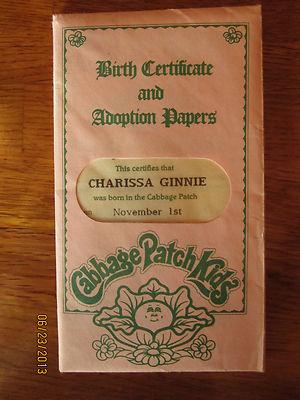 Birth Certificate
and
Adoption Papers
This certifies that
CHARISSA GINNIE
was born in the Cabbage Patch
on November 1st
Cabbage Patch Kids
06/23/2013